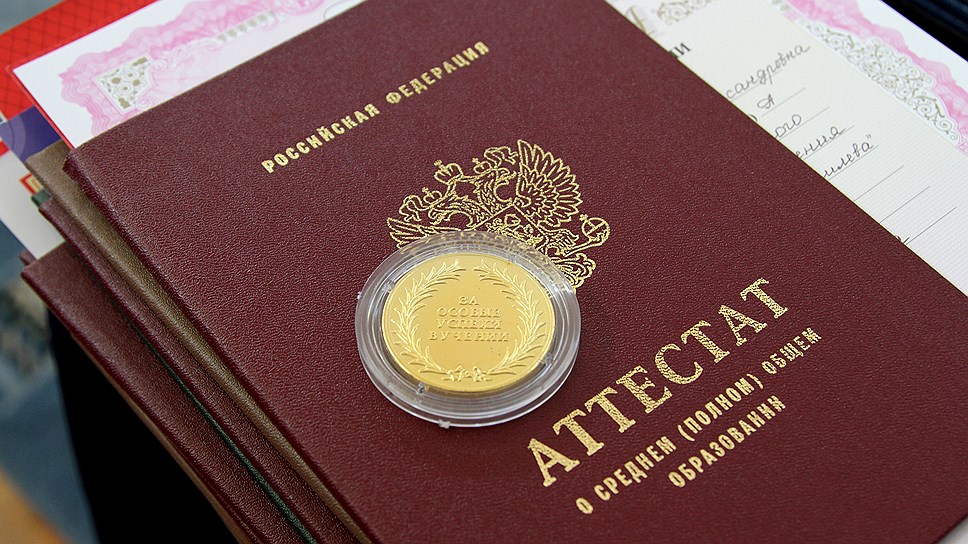 РОССИЙСКАЯ ФЕДЕРАЦИЯ
ЗА
ОСОБЫЕ
УСПЕХИ
В УЧЕНИИ
АТТЕСТАТ
О СРЕДНЕМ (ПОЛНОМ) ОБЩЕМ
ОБРАЗОВАНИИ